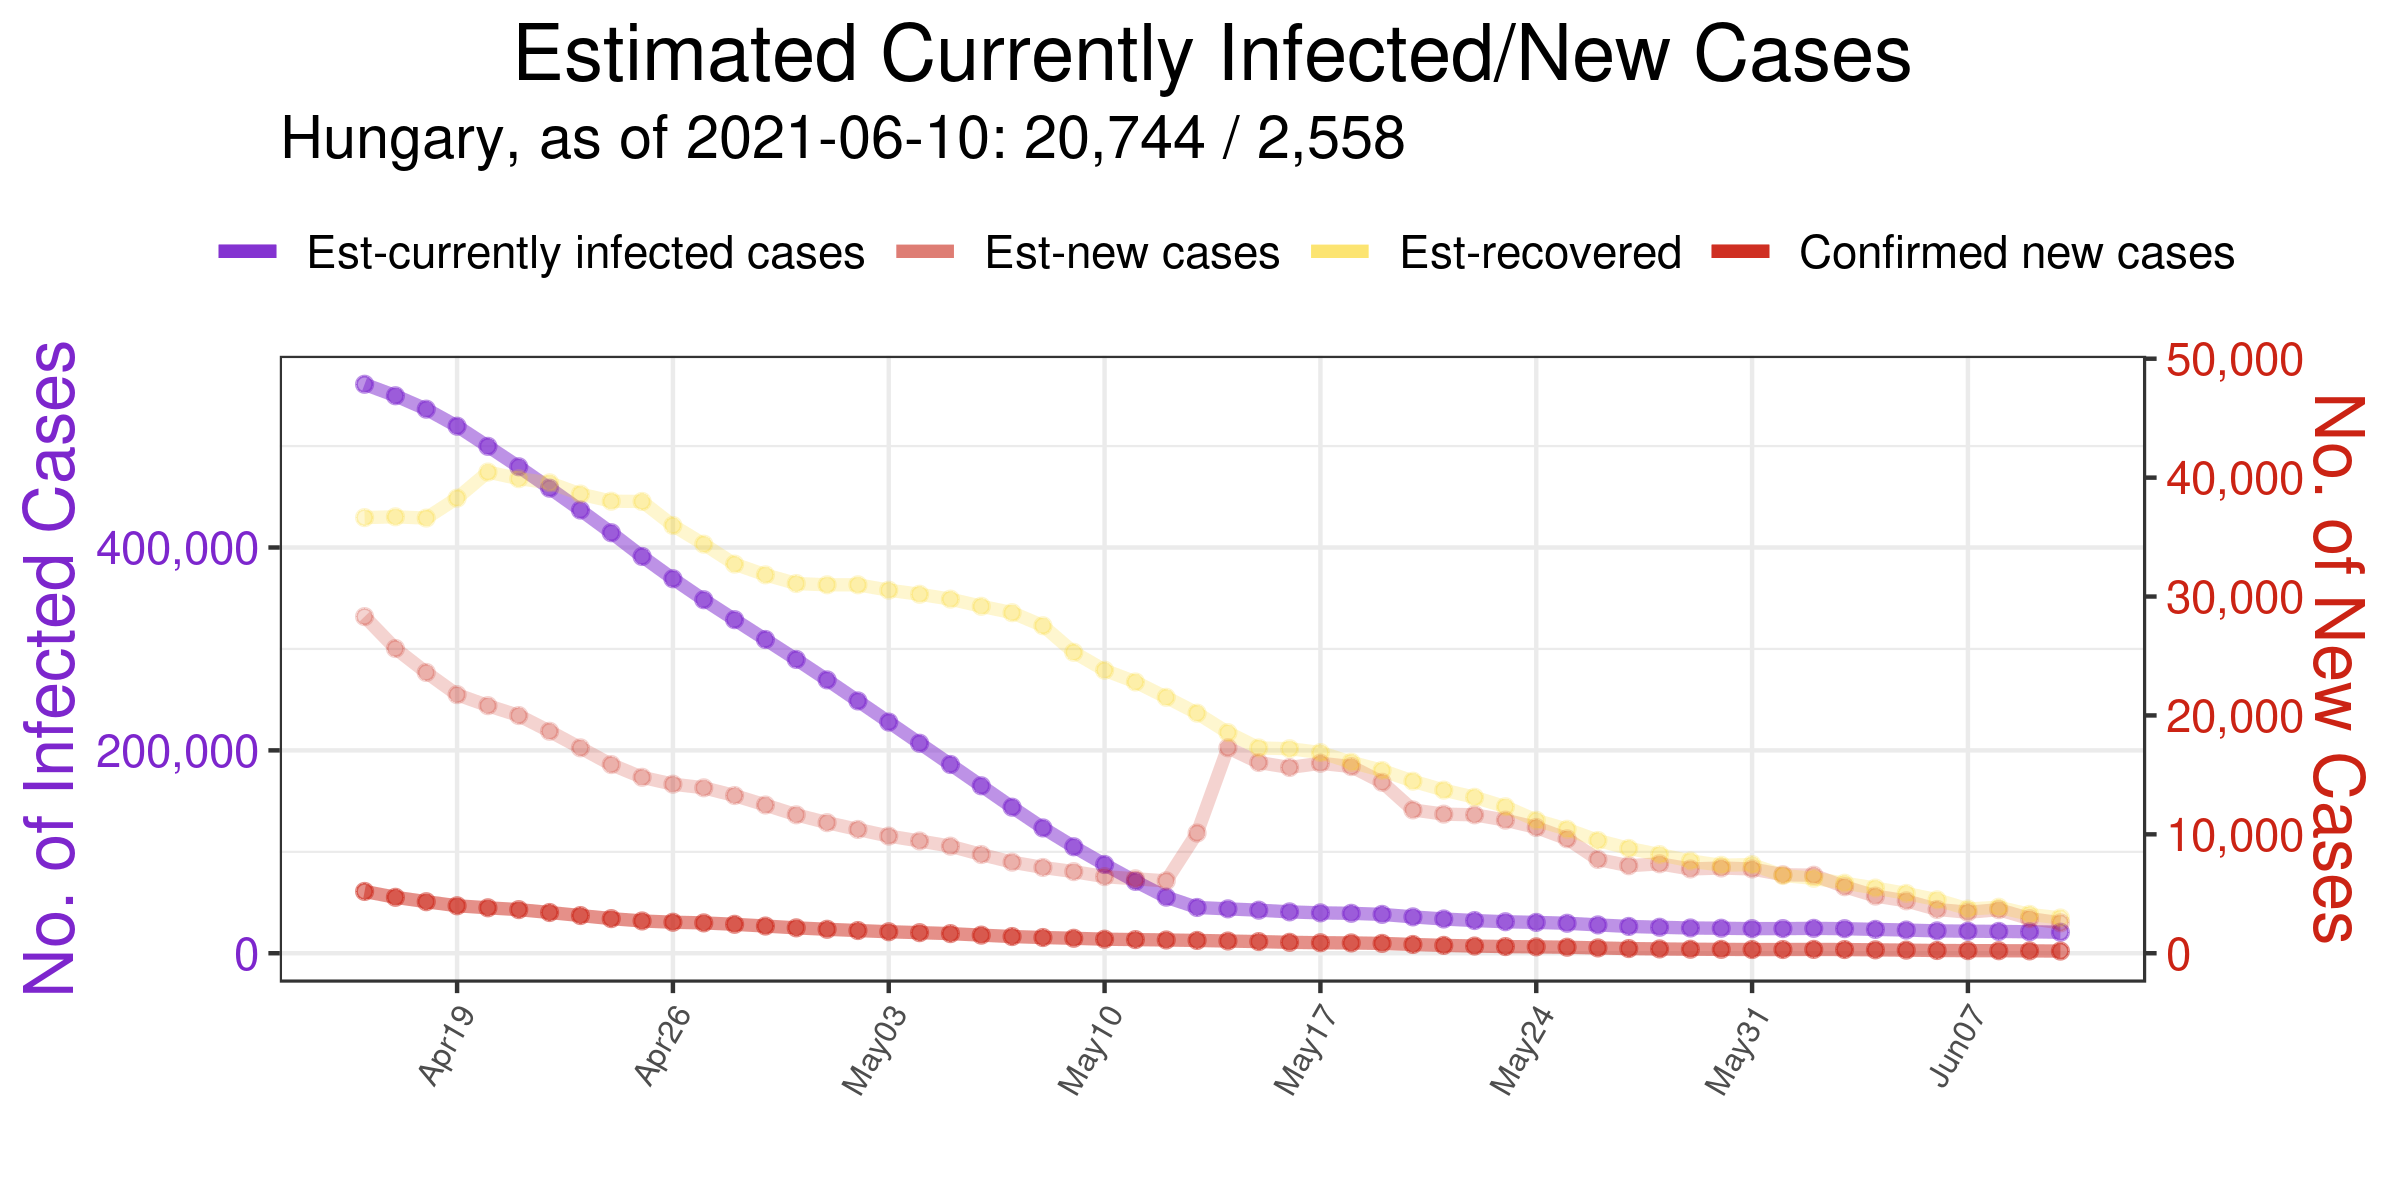 Estimated Currently Infected/New Cases
Hungary, as of 2021-06-10: 20,744 / 2,558
Est-currently infected cases Est-new cases Est-recovered Confirmed new cases
No. of Infected Cases
400,000
200,000
0
50,000
40,000
30,000
20,000
10,000
0
No. of New Cases
Apr19 Apr26 May03 May10 May17 May24 May31 Jun07